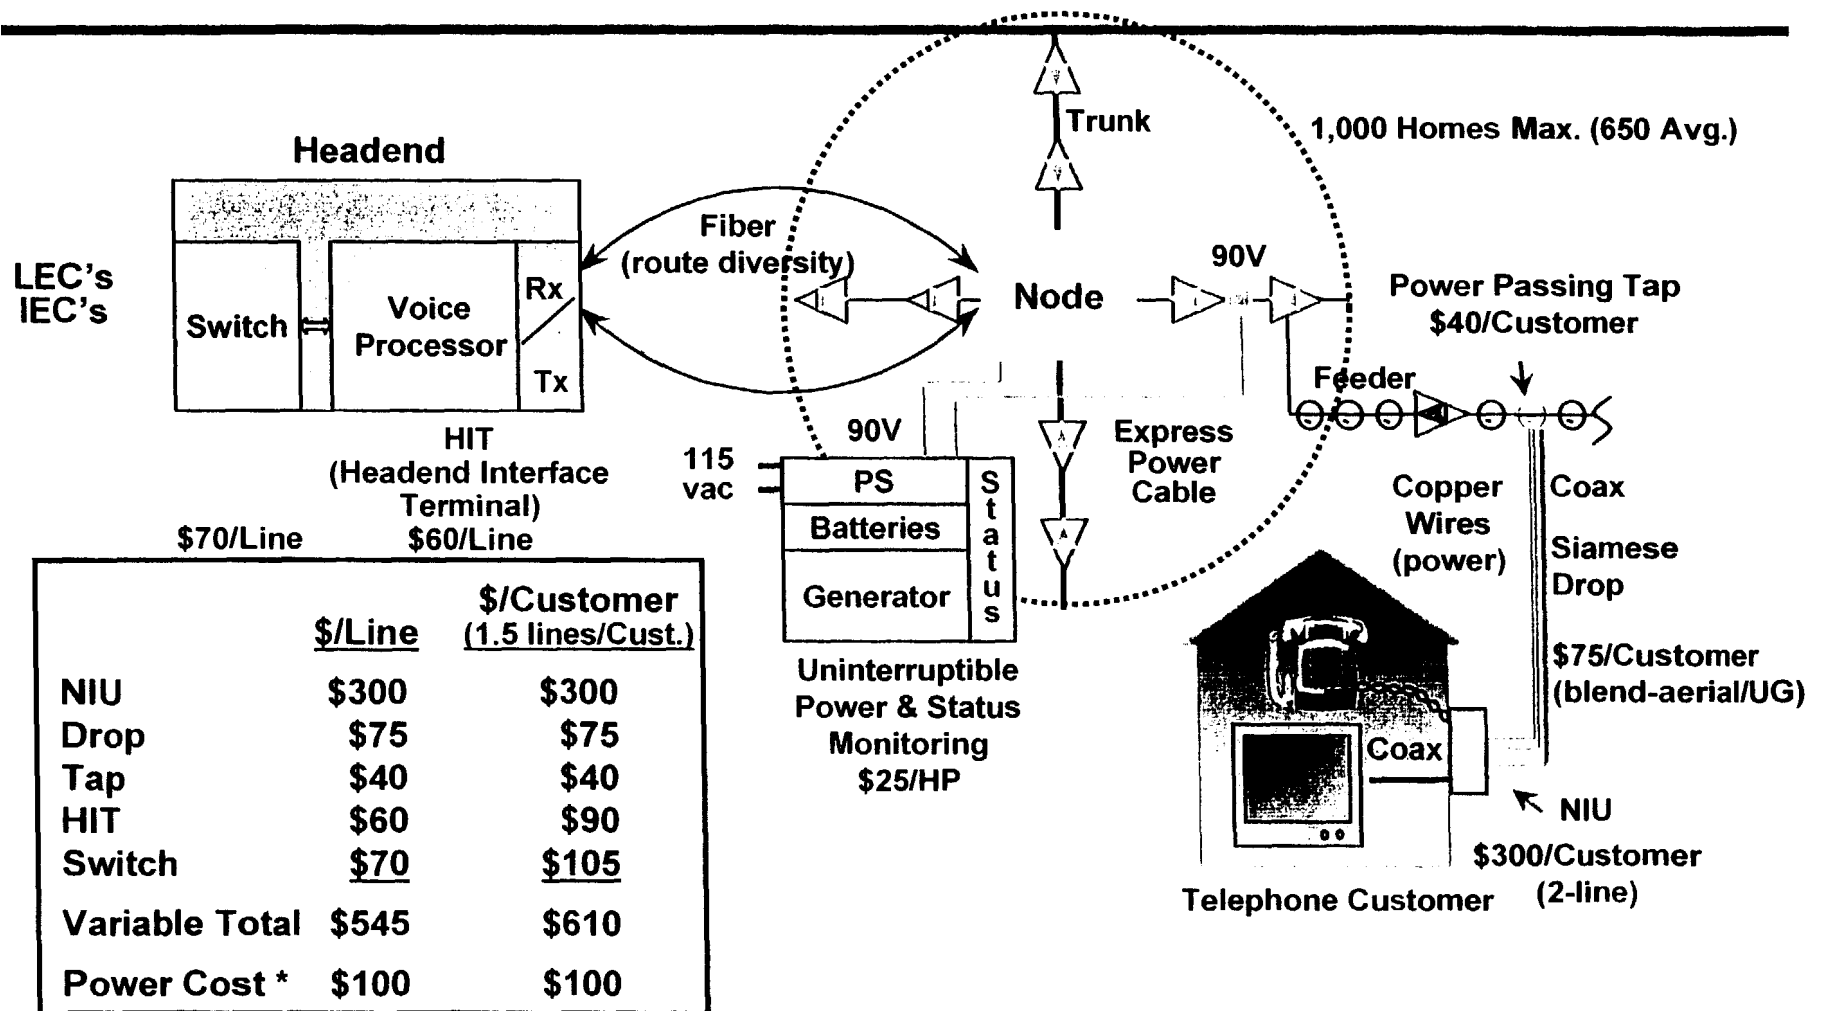 Trunk
1,000 Homes Max. (650 Avg.)
Headend
LEC's
IEC's
Switch
Voice
Processor
Rx
Tx
Fiber
(route diversity)
Node
90V
Power Passing Tap
$40/Customer
Feeder
HIT
(Headend Interface
Terminal)
$70/Line
$60/Line
90V
115
vac
PS
Batteries
Generator
Status
Express
Power
Cable
Uninterruptible
Power & Status
Monitoring
$25/HP
Copper
Wires
(power)
Coax
Siamese
Drop
$75/Customer
(blend-aerial/UG)
Coax
NIU
$300/Customer
(2-line)
Telephone Customer
$/Line $/Customer
(1.5 lines/Cust.)
NIU $300 $300
Drop $75 $75
Tap $40 $40
HIT $60 $90
Switch $70 $105
Variable Total $545 $610
Power Cost * $100 $100